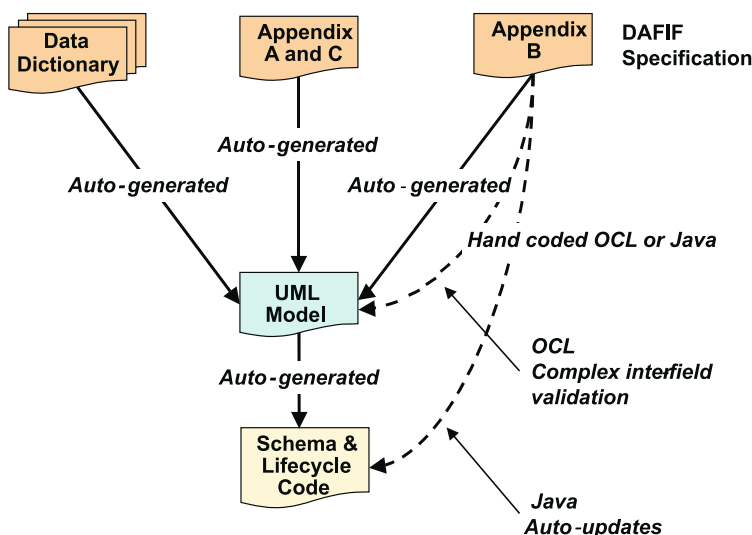 Data
Dictionary
Appendix
A and C
Appendix
B
DAFIF
Specification
Auto-generated
Auto-generated
Auto-generated
Hand coded OCL or Java
UML
Model
OCL
Complex interfield
validation
Auto-generated
Schema &
Lifecycle
Code
Java
Auto-updates